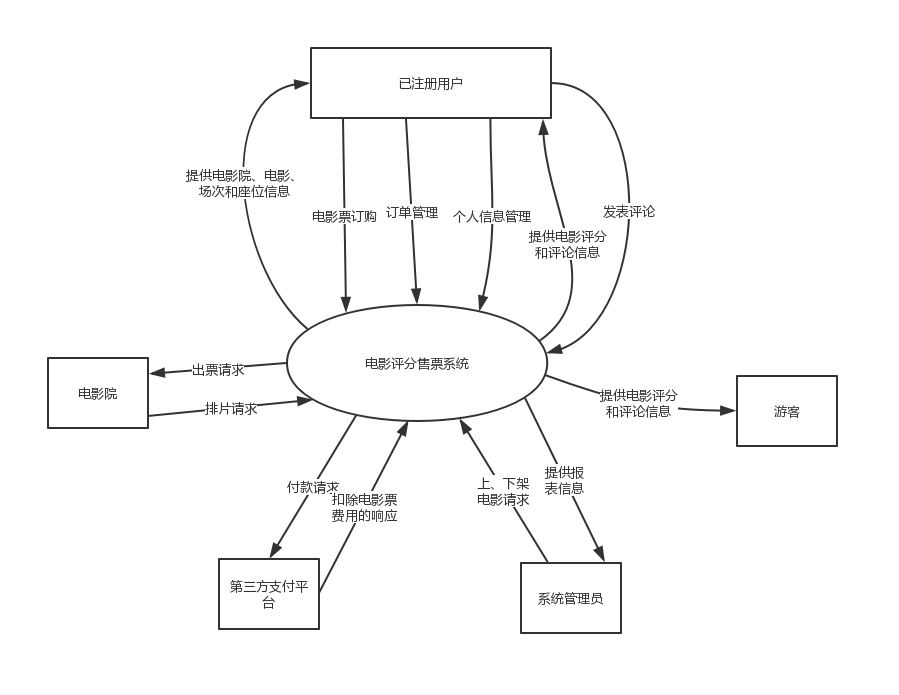 已注册用户
提供电影院、电影、
场次和座位信息
电影票订购
订单管理
个人信息管理
提供电影评分
和评论信息
发表评论
电影评分售票系统
电影院
出票请求
排片请求
提供电影评分
和评论信息
游客
付款请求
扣除电影票
费用的响应
上、下架
电影请求
提供报
表信息
第三方支付平
台
系统管理员